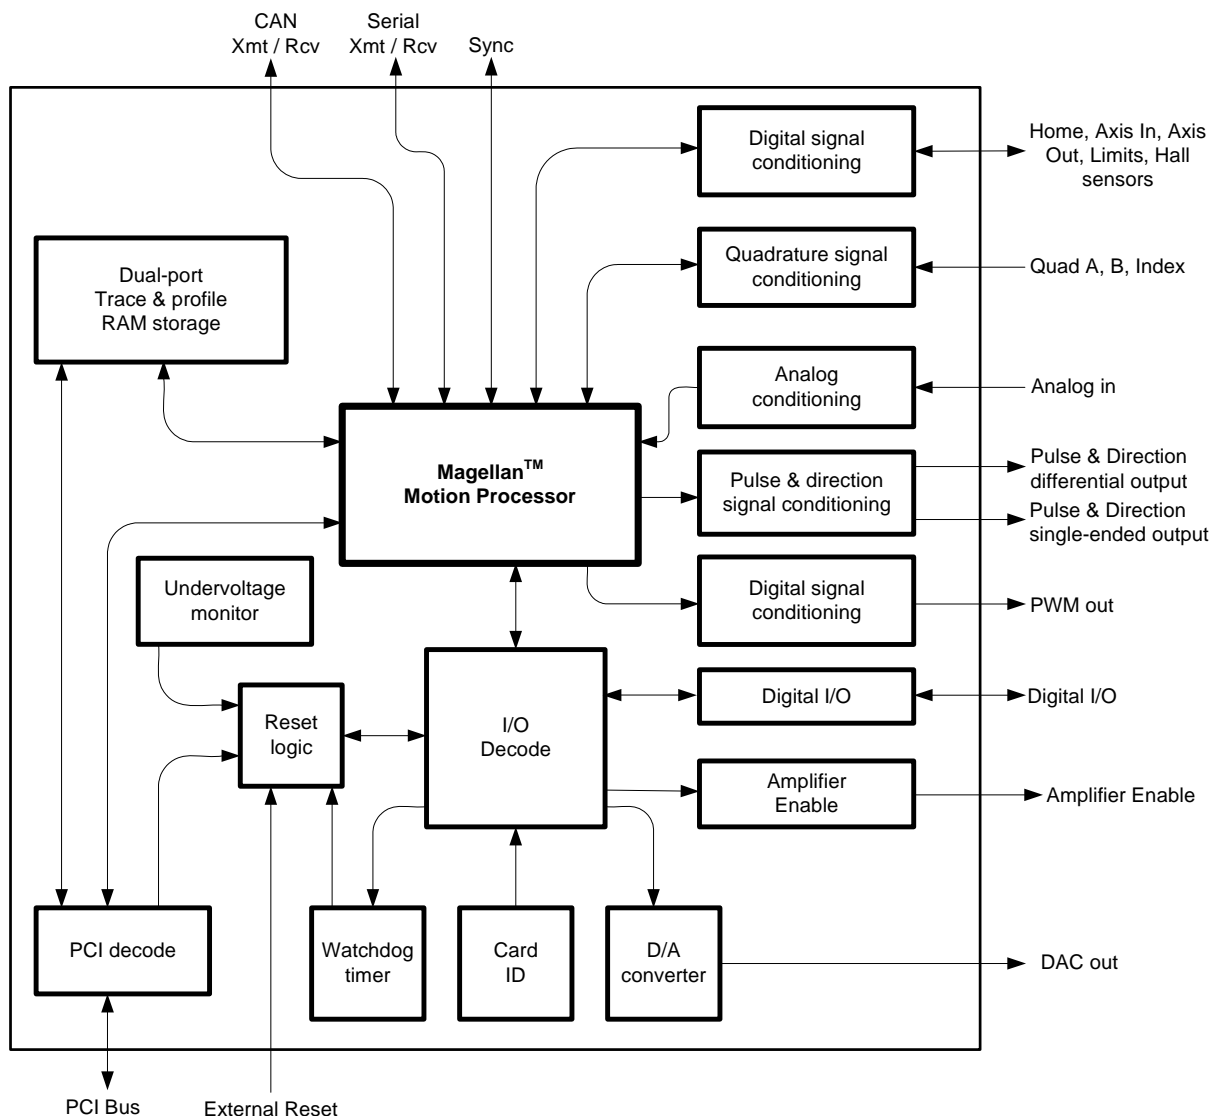 CAN
Xmt / Rcv
Serial
Xmt / Rcv
Sync
Digital signal
conditioning
Home, Axis In, Axis
Out, Limits, Hall
sensors
Dual-port
Trace & profile
RAM storage
Quadrature signal
conditioning
Quad A, B, Index
Analog
conditioning
Analog in
Magellan™
Motion Processor
Pulse & direction
signal conditioning
Pulse & Direction
differential output
Pulse & Direction
single-ended output
Undervoltage
monitor
Digital signal
conditioning
PWM out
Reset
logic
I/O
Decode
Digital I/O
Digital I/O
Amplifier
Enable
Amplifier Enable
PCI decode
Watchdog
timer
Card
ID
D/A
converter
DAC out
PCI Bus
External Reset